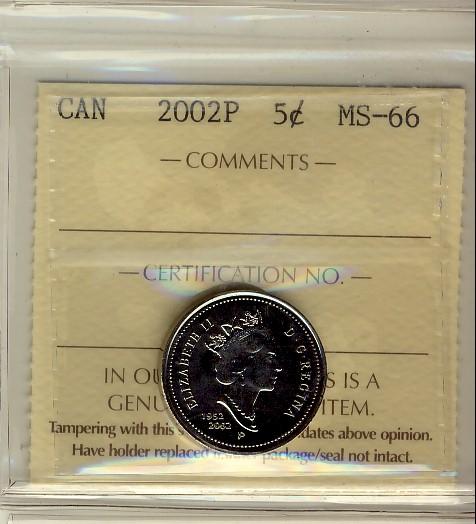 CAN 2002P 5¢ MS-66
— COMMENTS —
— CERTIFICATION NO. —
ELIZABETH II D·G·REGINA
1952
2002
P
IN OU S IS A
GENU ITEM.
Tampering with this dates above opinion.
Have holder replaced package/seal not intact.